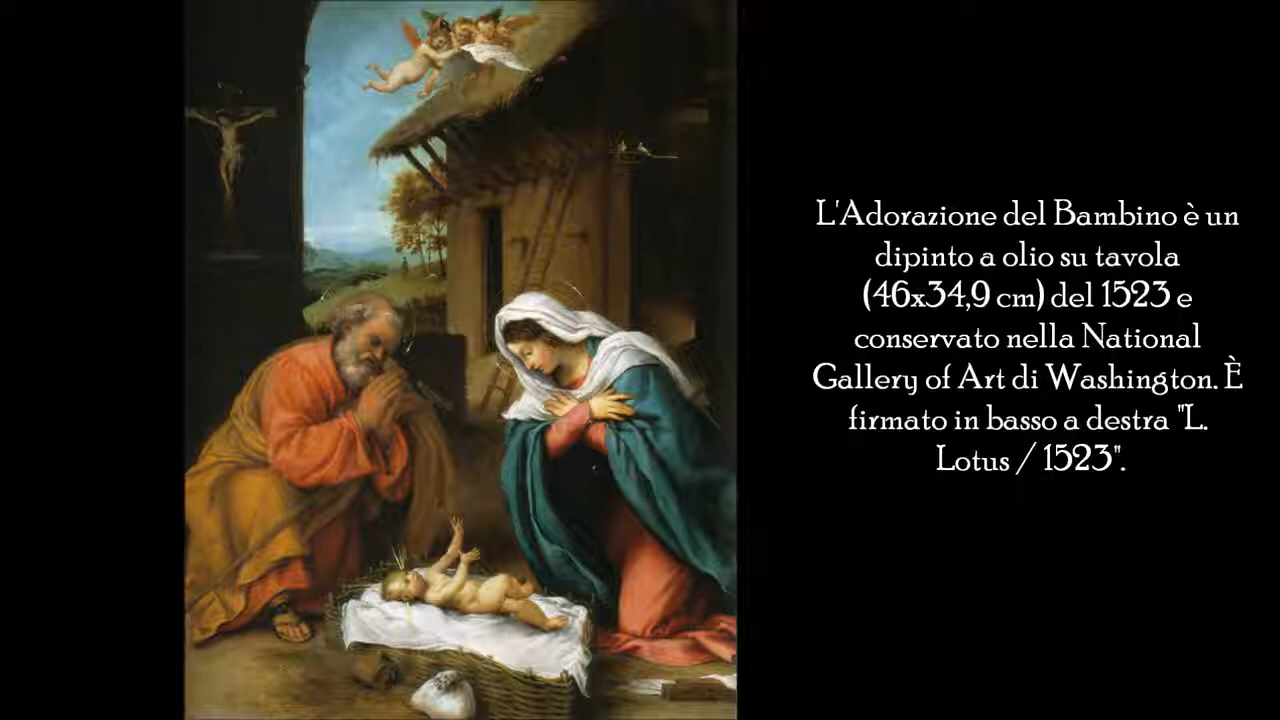 L'Adorazione del Bambino è un
dipinto a olio su tavola
(46x34,9 cm) del 1523 e
conservato nella National
Gallery of Art di Washington. È
firmato in basso a destra "L.
Lotus / 1523".